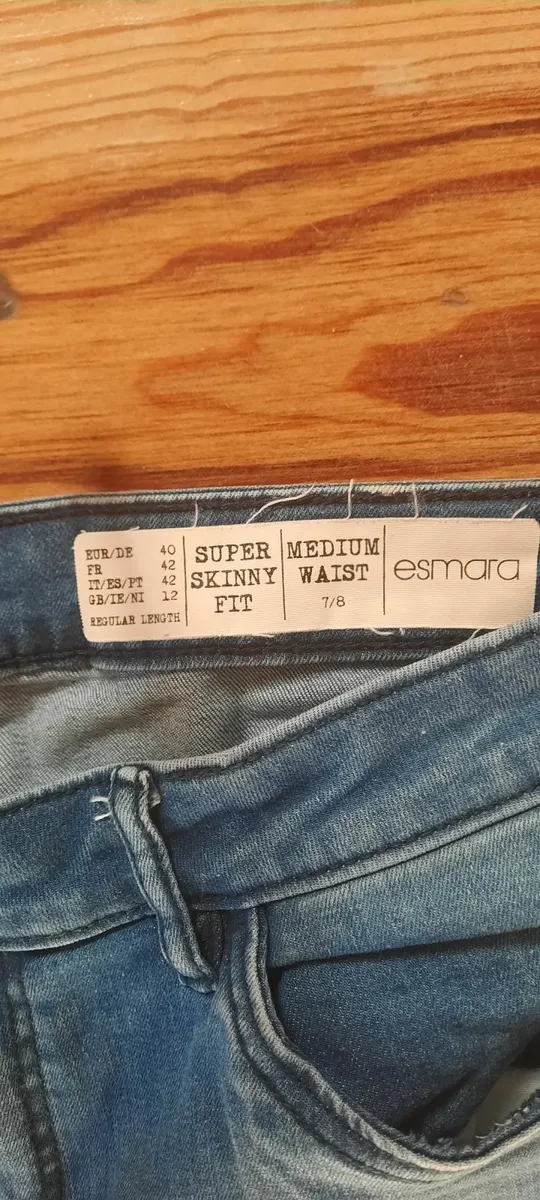 EUR/DE 40
FR 42
IT/ES/PT 42
GB/IE/NI 12
REGULAR LENGTH
SUPER
SKINNY
FIT
MEDIUM
WAIST
7/8
esmara